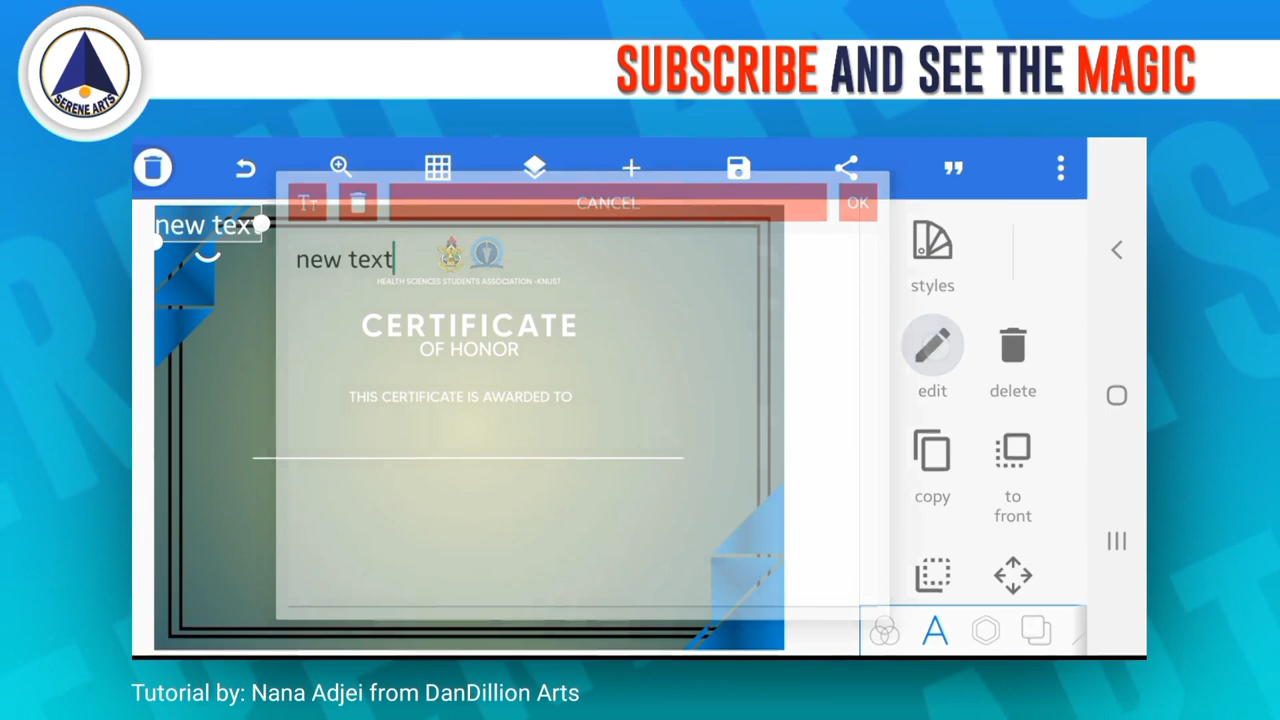 SUBSCRIBE AND SEE THE MAGIC
SERENE ARTS
Tт
CANCEL
OK
new text
new text
HEALTH SCIENCES STUDENTS ASSOCIATION -KNUST
CERTIFICATE
OF HONOR
THIS CERTIFICATE IS AWARDED TO
styles
edit
delete
copy
to
front
A
Tutorial by: Nana Adjei from DanDillion Arts